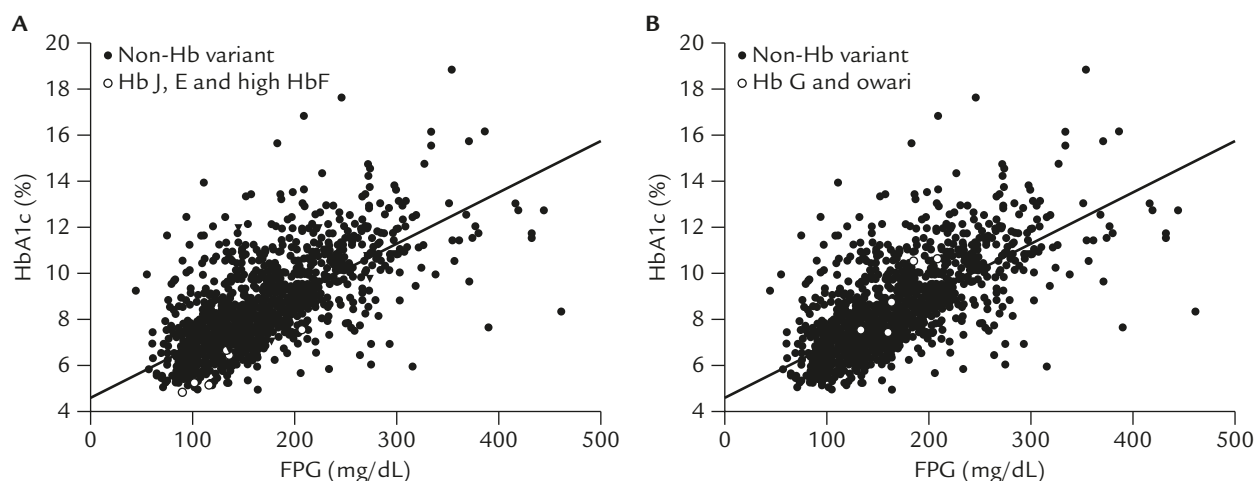 A
20
18
16
14
12
10
8
6
4
HbA1c (%)
Non-Hb variant
Hb J, E and high HbF
0 100 200 300 400 500
FPG (mg/dL)
B
20
18
16
14
12
10
8
6
4
HbA1c (%)
Non-Hb variant
Hb G and owari
0 100 200 300 400 500
FPG (mg/dL)